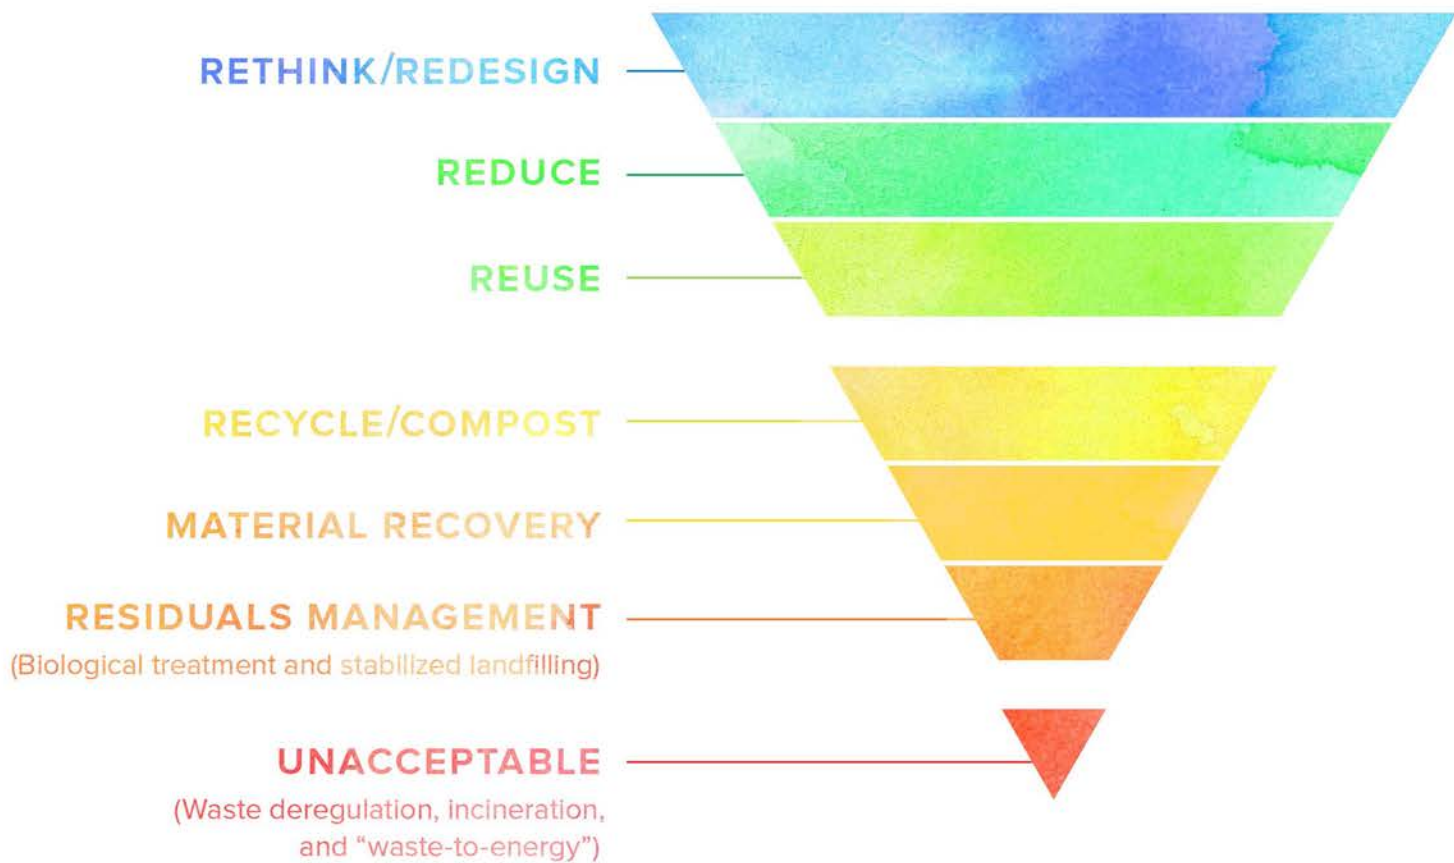 RETHINK/REDESIGN
REDUCE
REUSE
RECYCLE/COMPOST
MATERIAL RECOVERY
RESIDUALS MANAGEMENT
(Biological treatment and stabilized landfilling)
UNACCEPTABLE
(Waste deregulation, incineration,
and “waste-to-energy”)